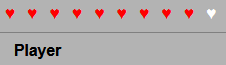 ♥ ♥ ♥ ♥ ♥ ♥ ♥ ♥ ♥ ♥
Player